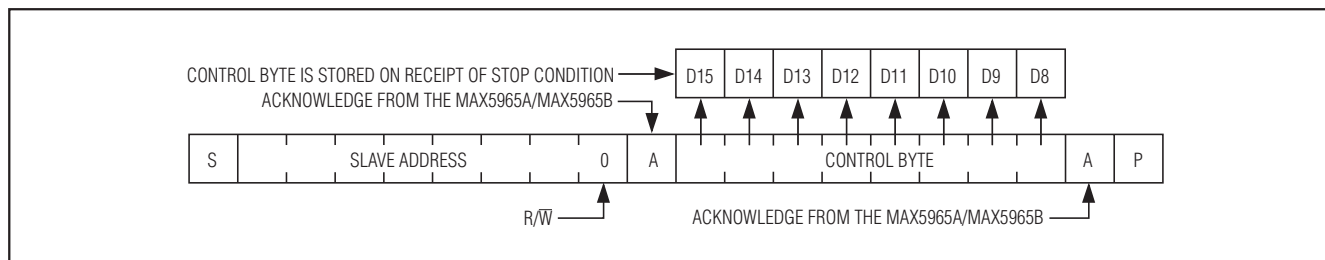 CONTROL BYTE IS STORED ON RECEIPT OF STOP CONDITION D15 D14 D13 D12 D11 D10 D9 D8
ACKNOWLEDGE FROM THE MAX5965A/MAX5965B
S SLAVE ADDRESS 0 A CONTROL BYTE A P
R/W̅ ACKNOWLEDGE FROM THE MAX5965A/MAX5965B